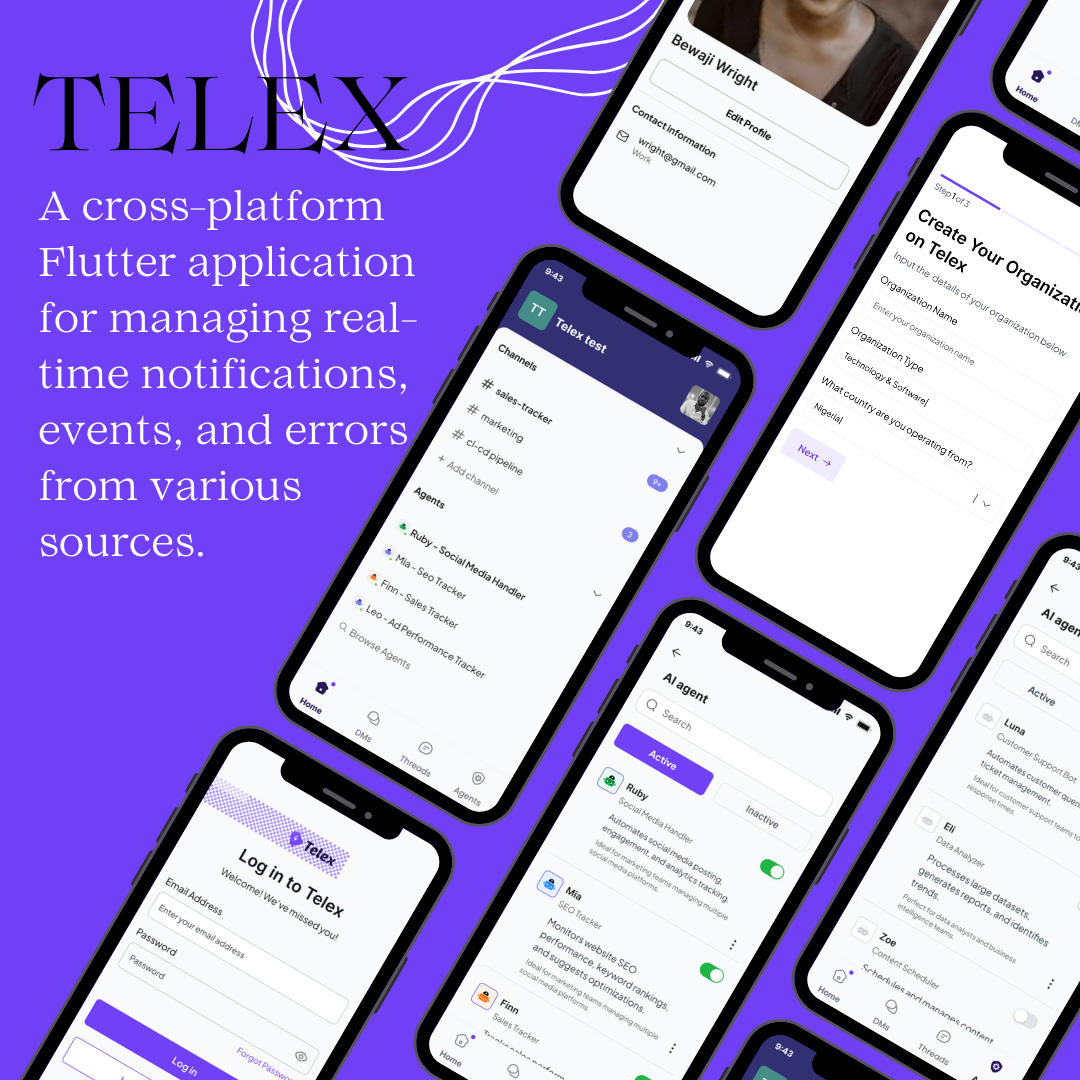 TELEX
A cross-platform
Flutter application
for managing real-
time notifications,
events, and errors
from various
sources.
Bewaji Wright
Edit Profile
Contact information
wright@gmail.com
Work
Home
DMs
Step 1 of 3
Create Your Organizati
on Telex
Input the details of your organization below
Organization Name
Enter your organization name
Organization Type
Technology & Software|
What country are you operating from?
Nigeria|
Next →
9:43
TT
Telex test
Channels
# sales-tracker
# marketing
9+
# ci-cd pipeline
+ Add channel
Agents
3
Ruby - Social Media Handler
Mia - Seo Tracker
Finn - Sales Tracker
Leo - Ad Performance Tracker
Browse Agents
Home
DMs
Threads
Agents
Telex
Log in to Telex
Welcome! We've missed you!
Email Address
Enter your email address
Password
Password
Forgot Passwo
Log in
9:43
AI agent
Search
Active
Inactive
Ruby
Social Media Handler
Automates social media posting,
engagement, and analytics tracking.
ideal for marketing teams managing multiple
social media platforms.
Mia
SEO Tracker
Monitors website SEO
performance, keyword rankings,
and suggests optimizations.
ideal for marketing teams managing multiple
social media platforms.
Finn
Sales Tracker
Home
9:43
AI agen
Search
Active
Luna
Customer Support Bot
Automates customer quer
ticket management.
ideal for customer support teams to
response times.
Eli
Data Analyzer
Processes large datasets,
generates reports, and identifies
trends.
Perfect for data analysts and business
intelligence teams.
Zoe
Content Scheduler
Schedules and manages content
Home
DMs
Threads
9:43